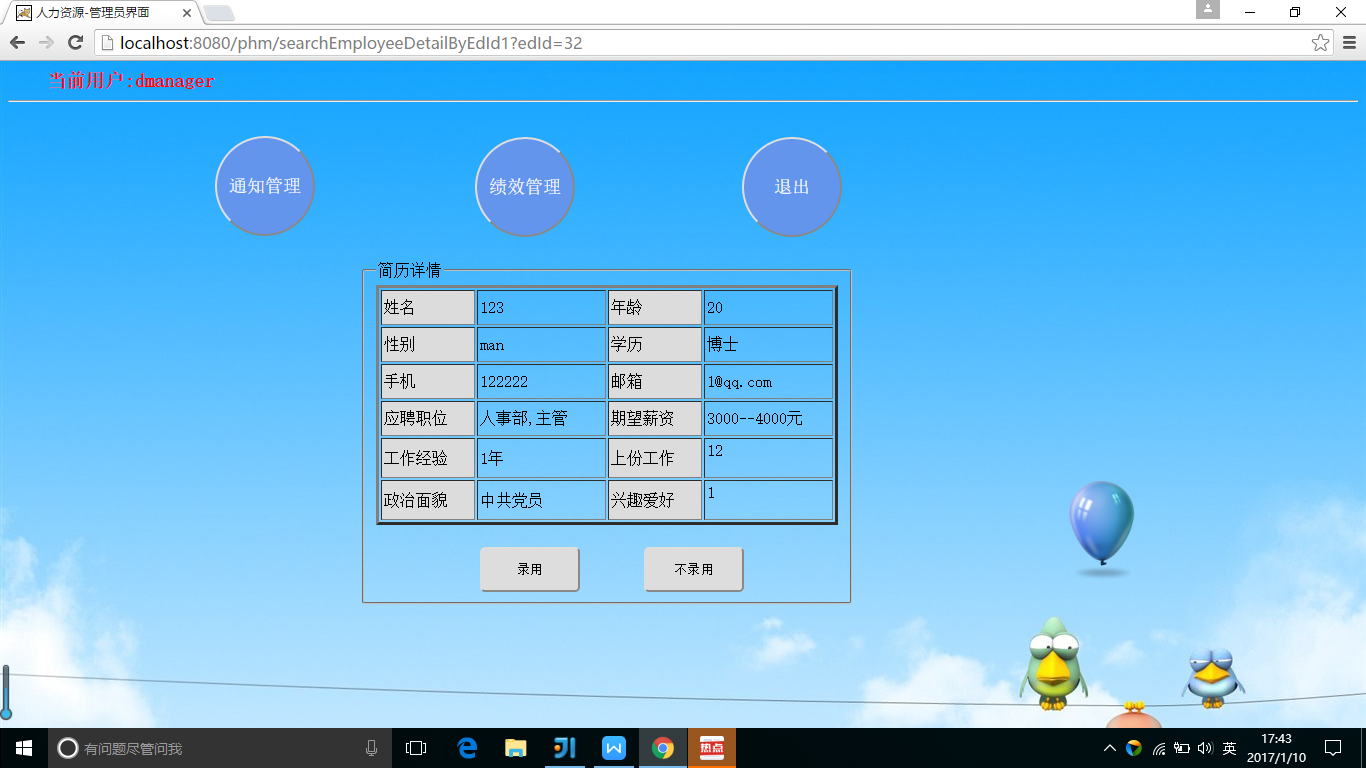 人力资源-管理员界面
localhost:8080/phm/searchEmployeeDetailByEdId1?edId=32
当前用户:dmanager
通知管理 绩效管理 退出
简历详情
姓名 123 年龄 20
性别 man 学历 博士
手机 122222 邮箱 1@qq.com
应聘职位 人事部,主管 期望薪资 3000--4000元
工作经验 1年 上份工作 12
政治面貌 中共党员 兴趣爱好 1
录用 不录用
有问题尽管问我 热点 英 17:43
2017/1/10